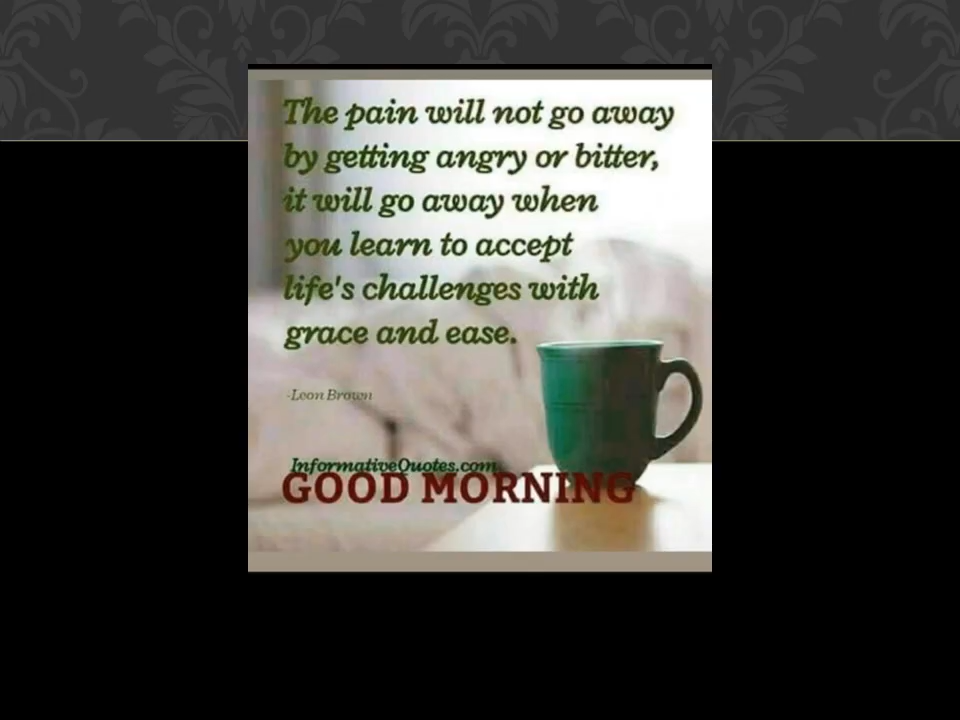 The pain will not go away
by getting angry or bitter,
it will go away when
you learn to accept
life's challenges with
grace and ease.
-Leon Brown
InformativeQuotes.com
GOOD MORNING